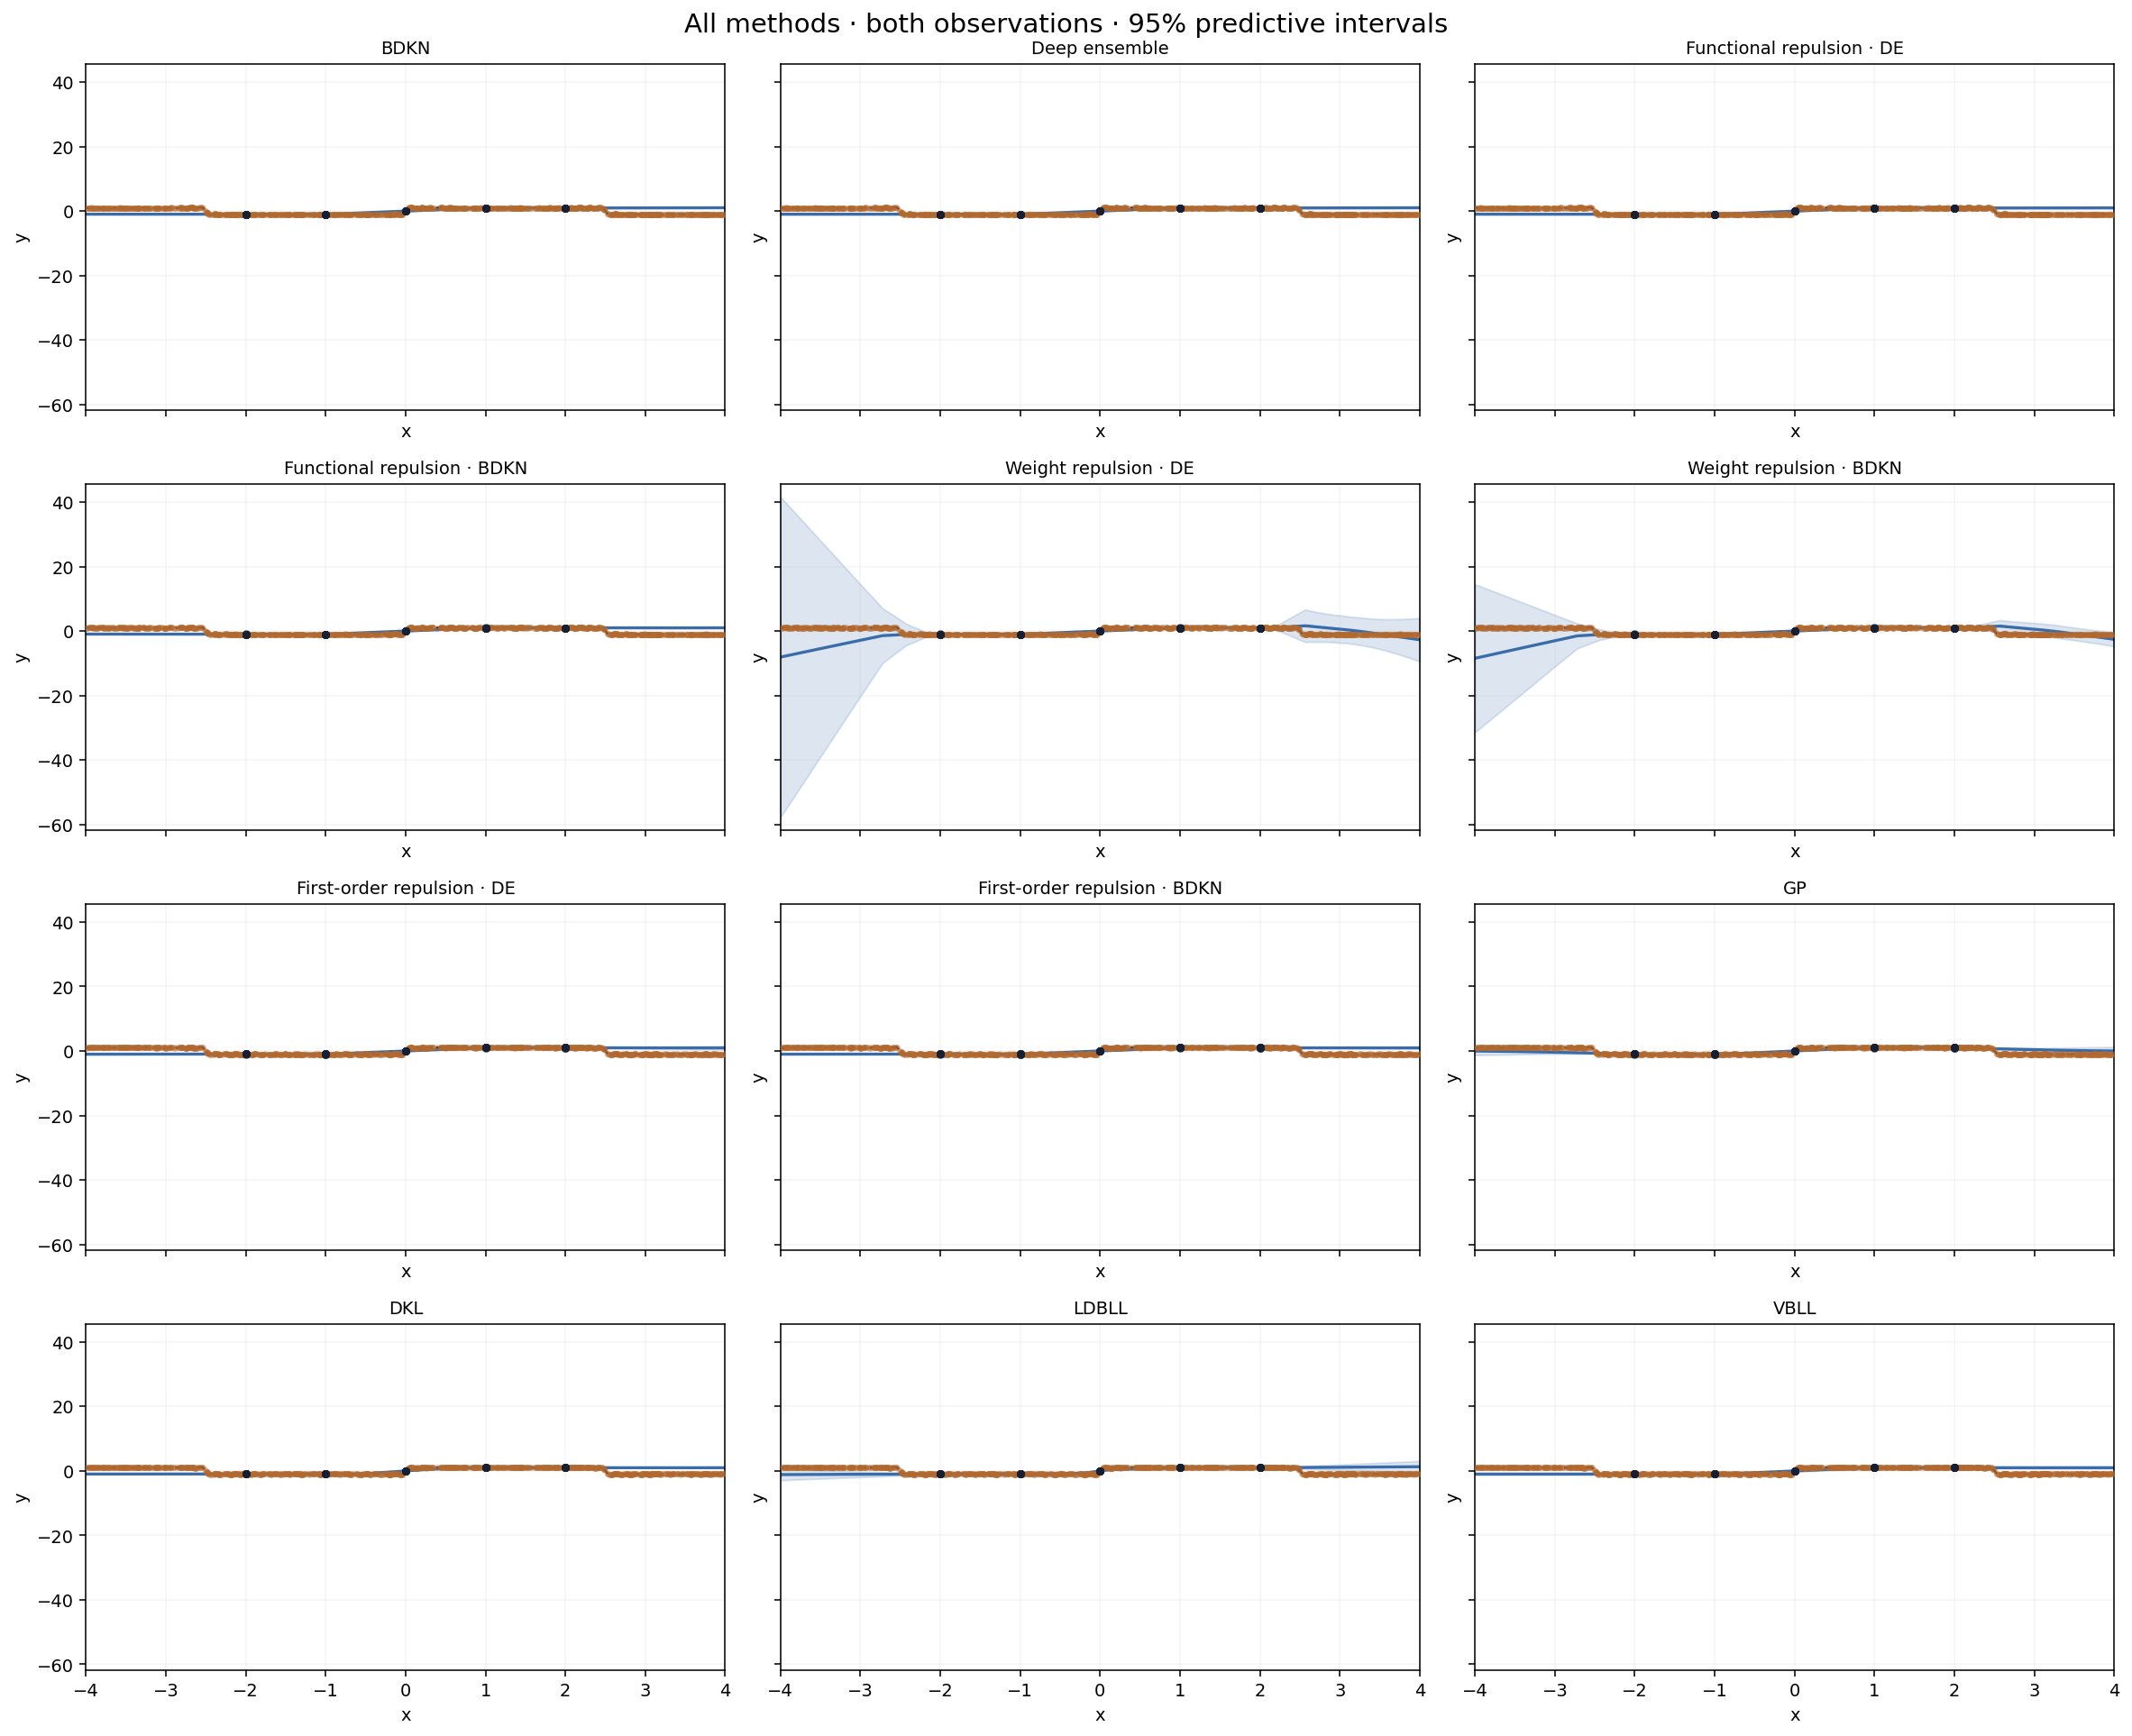 All methods · both observations · 95% predictive intervals
BDKN
Deep ensemble
Functional repulsion · DE
40
20
0
−20
−40
−60
y
y
y
x
x
x
Functional repulsion · BDKN
Weight repulsion · DE
Weight repulsion · BDKN
40
20
0
−20
−40
−60
y
y
y
x
x
x
First-order repulsion · DE
First-order repulsion · BDKN
GP
40
20
0
−20
−40
−60
y
y
y
x
x
x
DKL
LDBLL
VBLL
40
20
0
−20
−40
−60
y
y
y
−4 −3 −2 −1 0 1 2 3 4
−4 −3 −2 −1 0 1 2 3 4
−4 −3 −2 −1 0 1 2 3 4
x
x
x